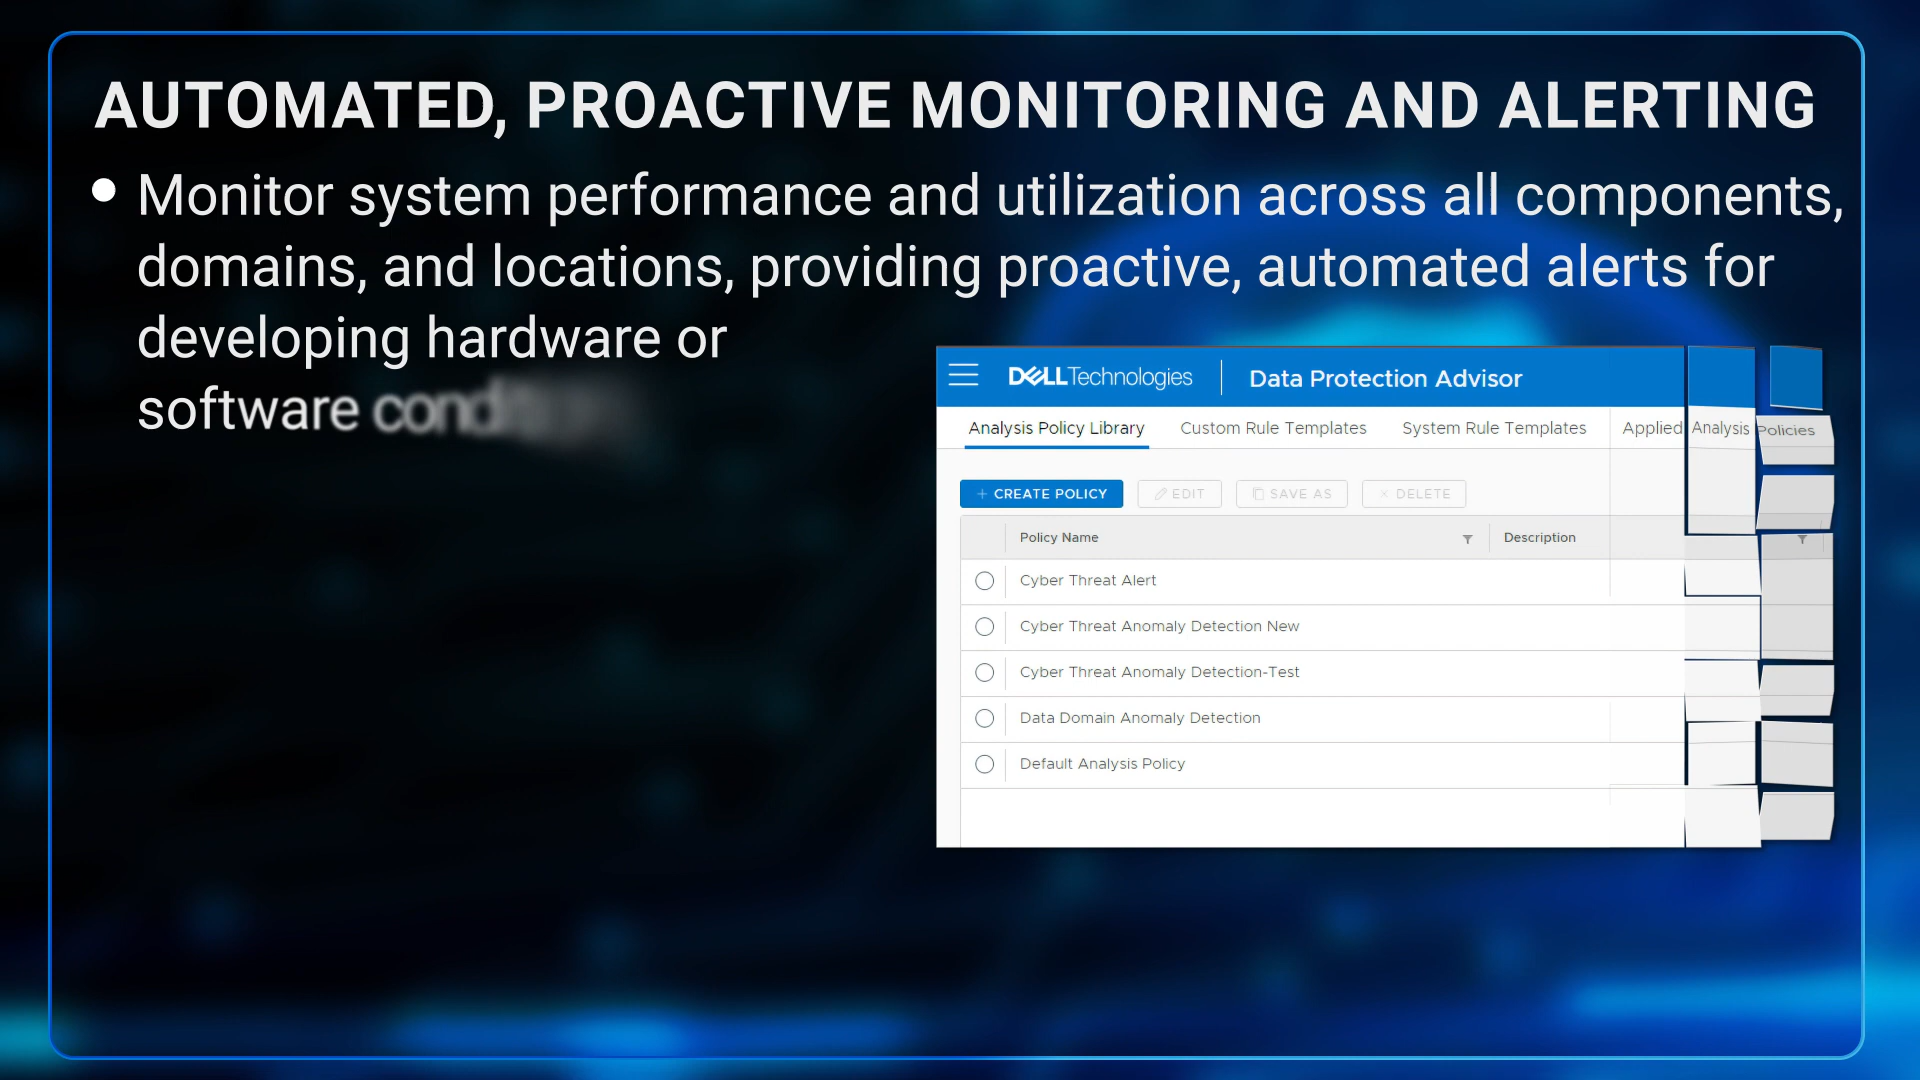 AUTOMATED, PROACTIVE MONITORING AND ALERTING
• Monitor system performance and utilization across all components,
domains, and locations, providing proactive, automated alerts for
developing hardware or
software
DELLTechnologies | Data Protection Advisor
Analysis Policy Library Custom Rule Templates System Rule Templates Applied Analysis Policies
+ CREATE POLICY EDIT SAVE AS × DELETE
Policy Name Description
Cyber Threat Alert
Cyber Threat Anomaly Detection New
Cyber Threat Anomaly Detection-Test
Data Domain Anomaly Detection
Default Analysis Policy